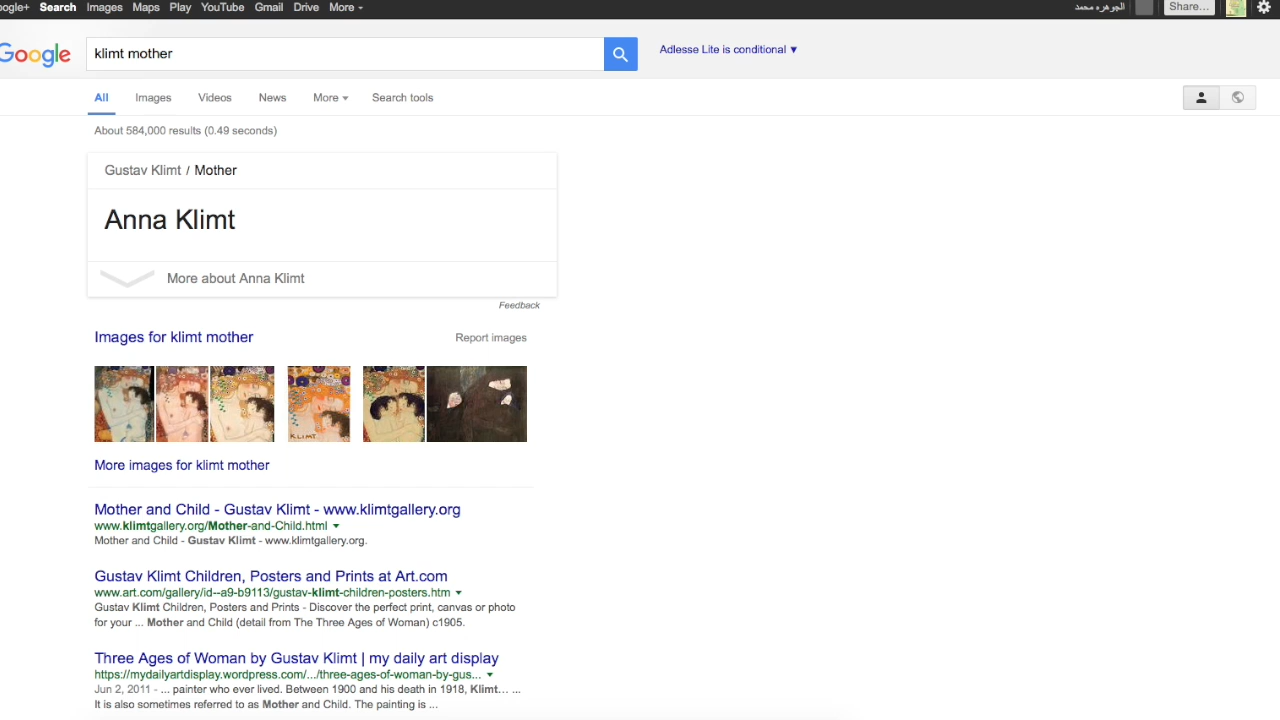 oogle+ Search Images Maps Play YouTube Gmail Drive More الجوهره محمد Share...
Google klimt mother Adlesse Lite is conditional ▼
All Images Videos News More Search tools
About 584,000 results (0.49 seconds)
Gustav Klimt / Mother
Anna Klimt
More about Anna Klimt
Feedback
Images for klimt mother Report images
KLIMT
More images for klimt mother
Mother and Child - Gustav Klimt - www.klimtgallery.org
www.klimtgallery.org/Mother-and-Child.html
Mother and Child - Gustav Klimt - www.klimtgallery.org.
Gustav Klimt Children, Posters and Prints at Art.com
www.art.com/gallery/id--a9-b9113/gustav-klimt-children-posters.htm
Gustav Klimt Children, Posters and Prints - Discover the perfect print, canvas or photo
for your ... Mother and Child (detail from The Three Ages of Woman) c1905.
Three Ages of Woman by Gustav Klimt | my daily art display
https://mydailyartdisplay.wordpress.com/.../three-ages-of-woman-by-gus...
Jun 2, 2011 - ... painter who ever lived. Between 1900 and his death in 1918, Klimt... ...
It is also sometimes referred to as Mother and Child. The painting is ...